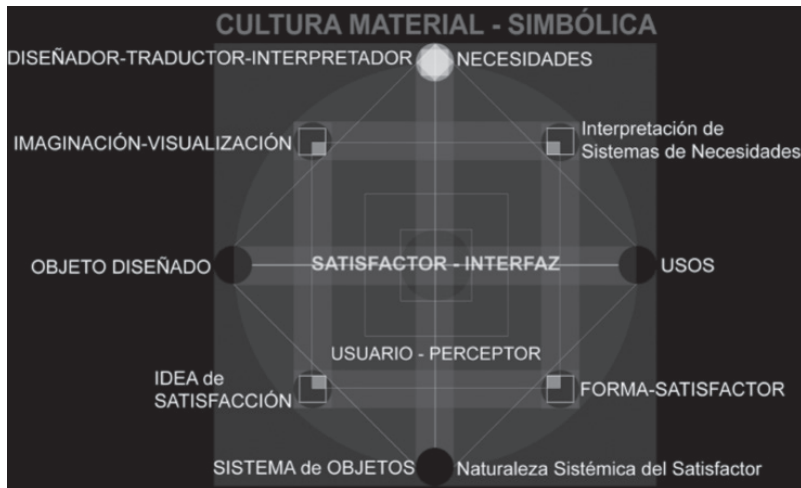 CULTURA MATERIAL - SIMBÓLICA
DISEÑADOR-TRADUCTOR-INTERPRETADOR
NECESIDADES
IMAGINACIÓN-VISUALIZACIÓN
Interpretación de
Sistemas de Necesidades
OBJETO DISEÑADO
SATISFACTOR - INTERFAZ
USOS
USUARIO - PERCEPTOR
IDEA de
SATISFACCIÓN
FORMA-SATISFACTOR
SISTEMA de OBJETOS
Naturaleza Sistémica del Satisfactor